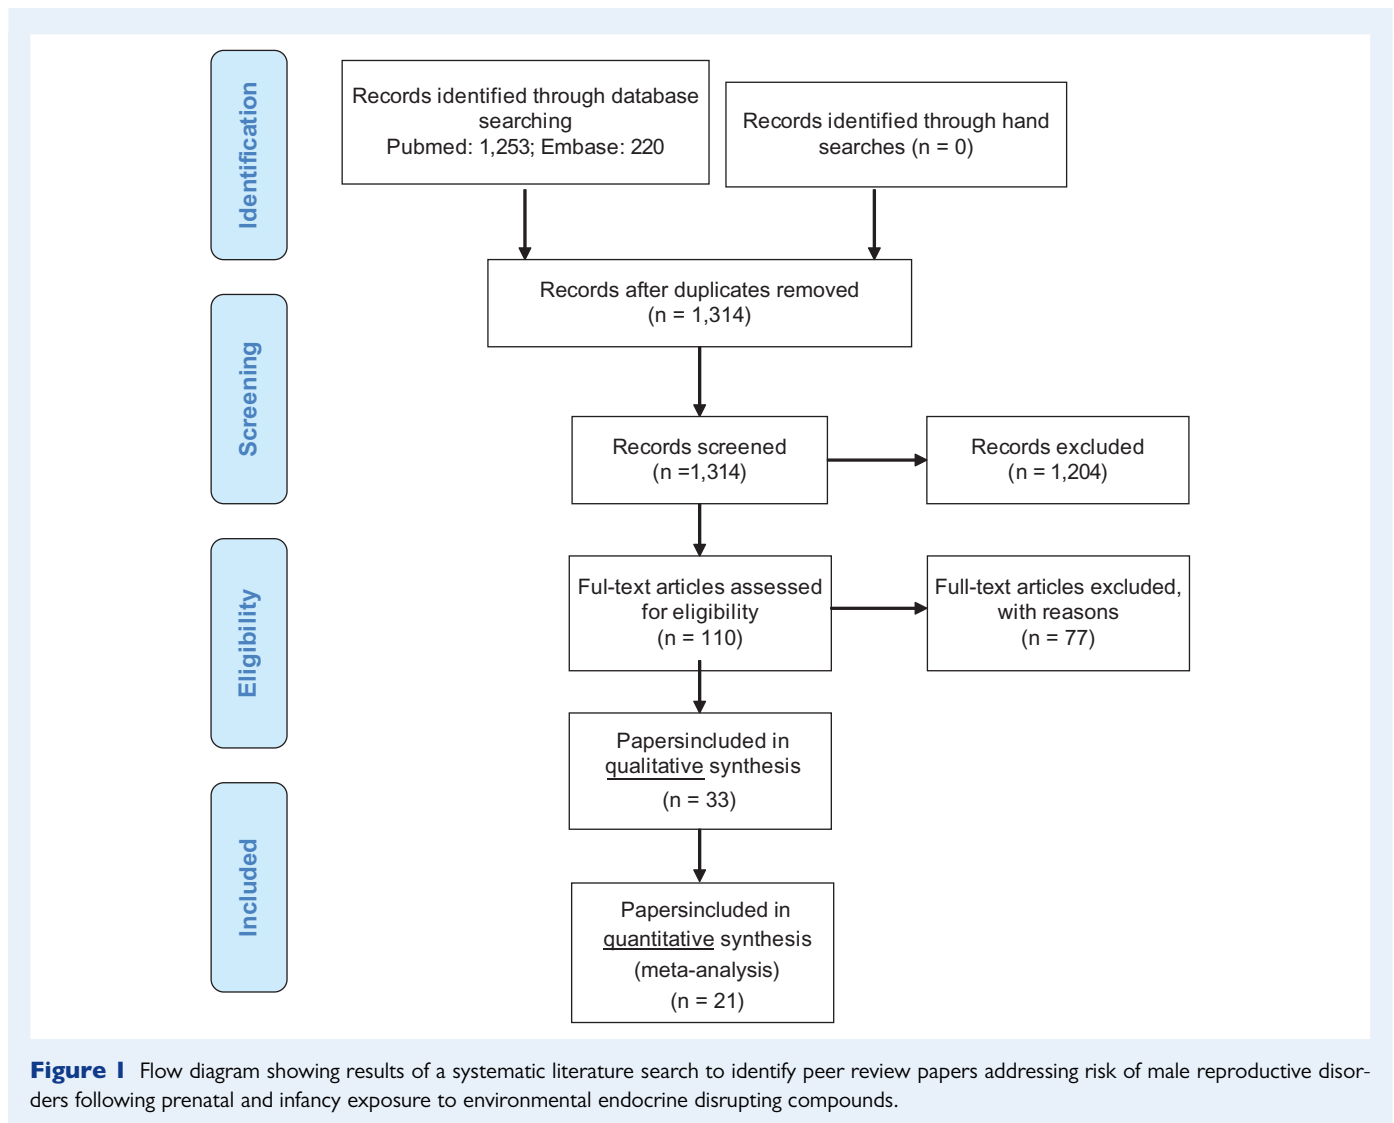 Identification
Records identified through database
searching
Pubmed: 1,253; Embase: 220
Records identified through hand
searches (n = 0)
Records after duplicates removed
(n = 1,314)
Screening
Records screened
(n =1,314)
Records excluded
(n = 1,204)
Eligibility
Ful-text articles assessed
for eligibility
(n = 110)
Full-text articles excluded,
with reasons
(n = 77)
Papersincluded in
qualitative synthesis
(n = 33)
Included
Papersincluded in
quantitative synthesis
(meta-analysis)
(n = 21)
Figure 1 Flow diagram showing results of a systematic literature search to identify peer review papers addressing risk of male reproductive disor-
ders following prenatal and infancy exposure to environmental endocrine disrupting compounds.